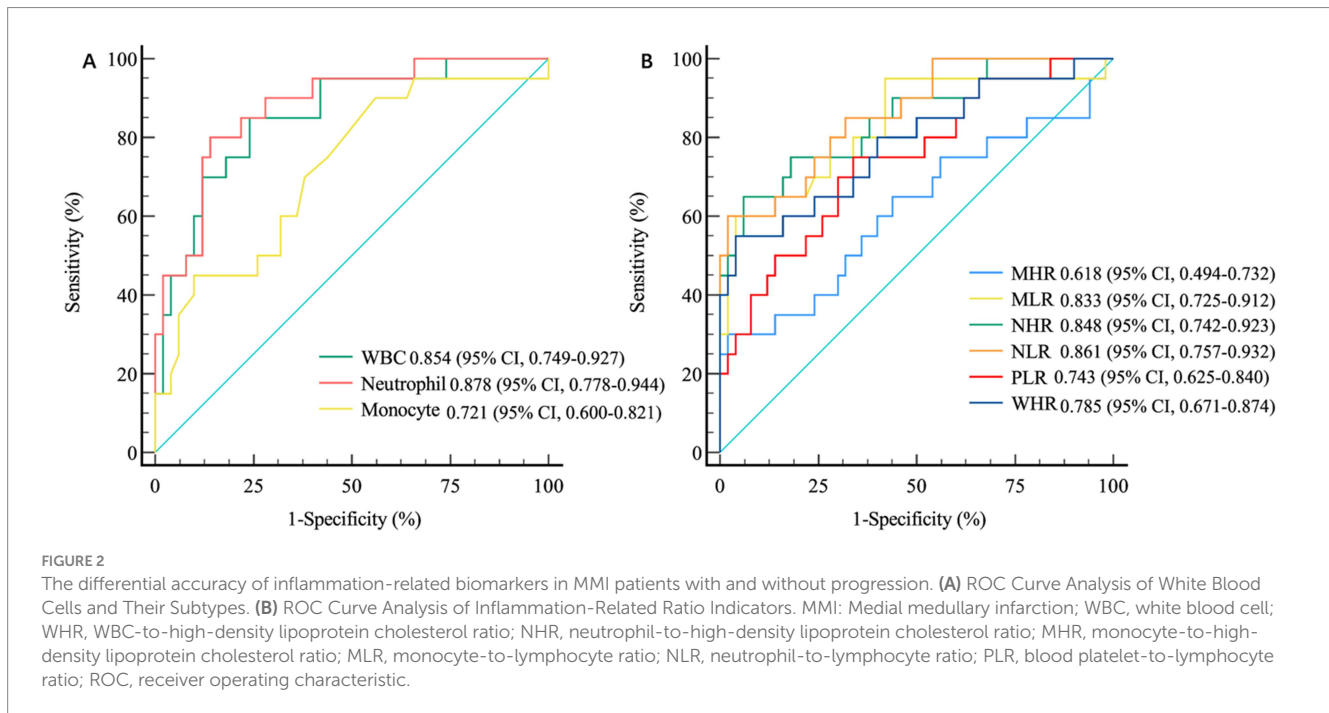 A
100
80
60
40
20
0
Sensitivity (%)
WBC 0.854 (95% CI, 0.749-0.927)
Neutrophil 0.878 (95% CI, 0.778-0.944)
Monocyte 0.721 (95% CI, 0.600-0.821)
0 25 50 75 100
1-Specificity (%)
B
100
80
60
40
20
0
Sensitivity (%)
MHR 0.618 (95% CI, 0.494-0.732)
MLR 0.833 (95% CI, 0.725-0.912)
NHR 0.848 (95% CI, 0.742-0.923)
NLR 0.861 (95% CI, 0.757-0.932)
PLR 0.743 (95% CI, 0.625-0.840)
WHR 0.785 (95% CI, 0.671-0.874)
0 25 50 75 100
1-Specificity (%)
FIGURE 2
The differential accuracy of inflammation-related biomarkers in MMI patients with and without progression. (A) ROC Curve Analysis of White Blood
Cells and Their Subtypes. (B) ROC Curve Analysis of Inflammation-Related Ratio Indicators. MMI: Medial medullary infarction; WBC, white blood cell;
WHR, WBC-to-high-density lipoprotein cholesterol ratio; NHR, neutrophil-to-high-density lipoprotein cholesterol ratio; MHR, monocyte-to-high-
density lipoprotein cholesterol ratio; MLR, monocyte-to-lymphocyte ratio; NLR, neutrophil-to-lymphocyte ratio; PLR, blood platelet-to-lymphocyte
ratio; ROC, receiver operating characteristic.